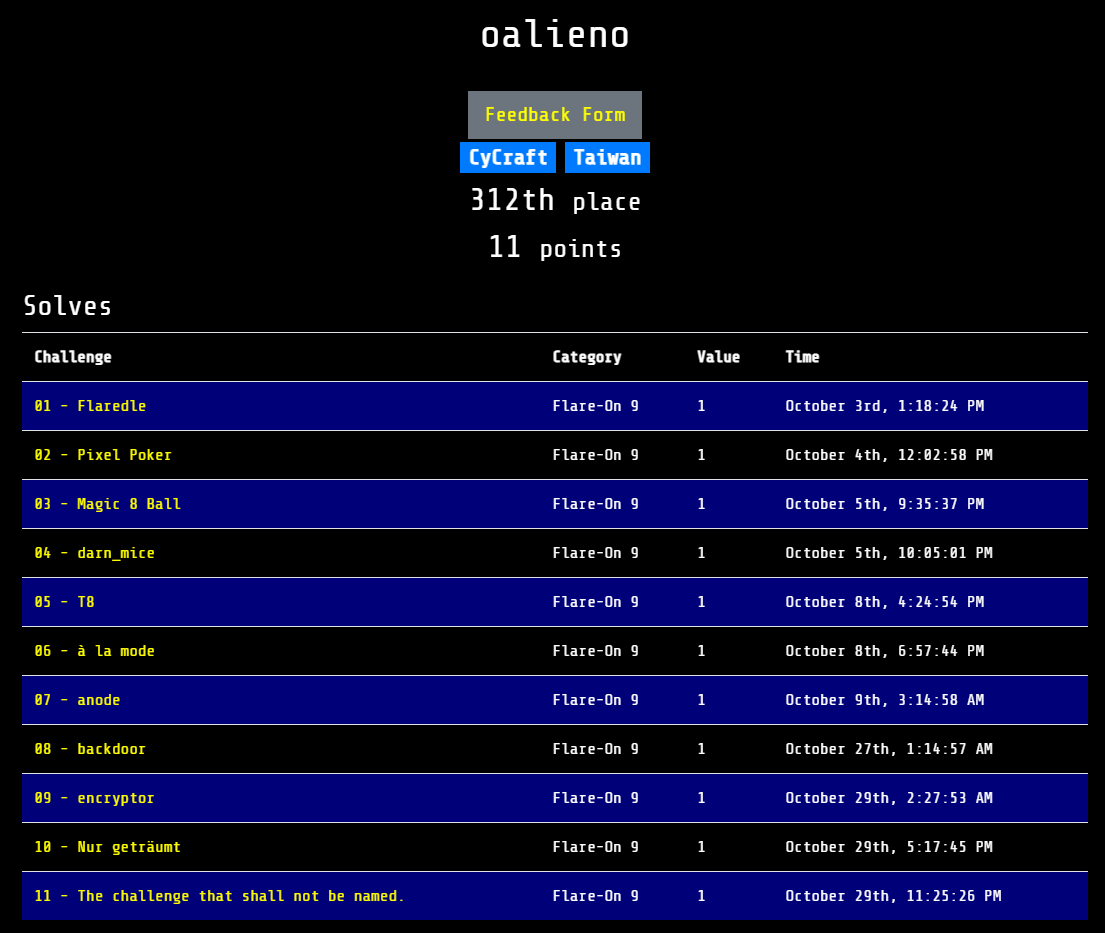 oalieno
Feedback Form
CyCraft Taiwan
312th place
11 points
Solves
Challenge Category Value Time
01 - Flaredle Flare-On 9 1 October 3rd, 1:18:24 PM
02 - Pixel Poker Flare-On 9 1 October 4th, 12:02:58 PM
03 - Magic 8 Ball Flare-On 9 1 October 5th, 9:35:37 PM
04 - darn_mice Flare-On 9 1 October 5th, 10:05:01 PM
05 - T8 Flare-On 9 1 October 8th, 4:24:54 PM
06 - à la mode Flare-On 9 1 October 8th, 6:57:44 PM
07 - anode Flare-On 9 1 October 9th, 3:14:58 AM
08 - backdoor Flare-On 9 1 October 27th, 1:14:57 AM
09 - encryptor Flare-On 9 1 October 29th, 2:27:53 AM
10 - Nur geträumt Flare-On 9 1 October 29th, 5:17:45 PM
11 - The challenge that shall not be named. Flare-On 9 1 October 29th, 11:25:26 PM